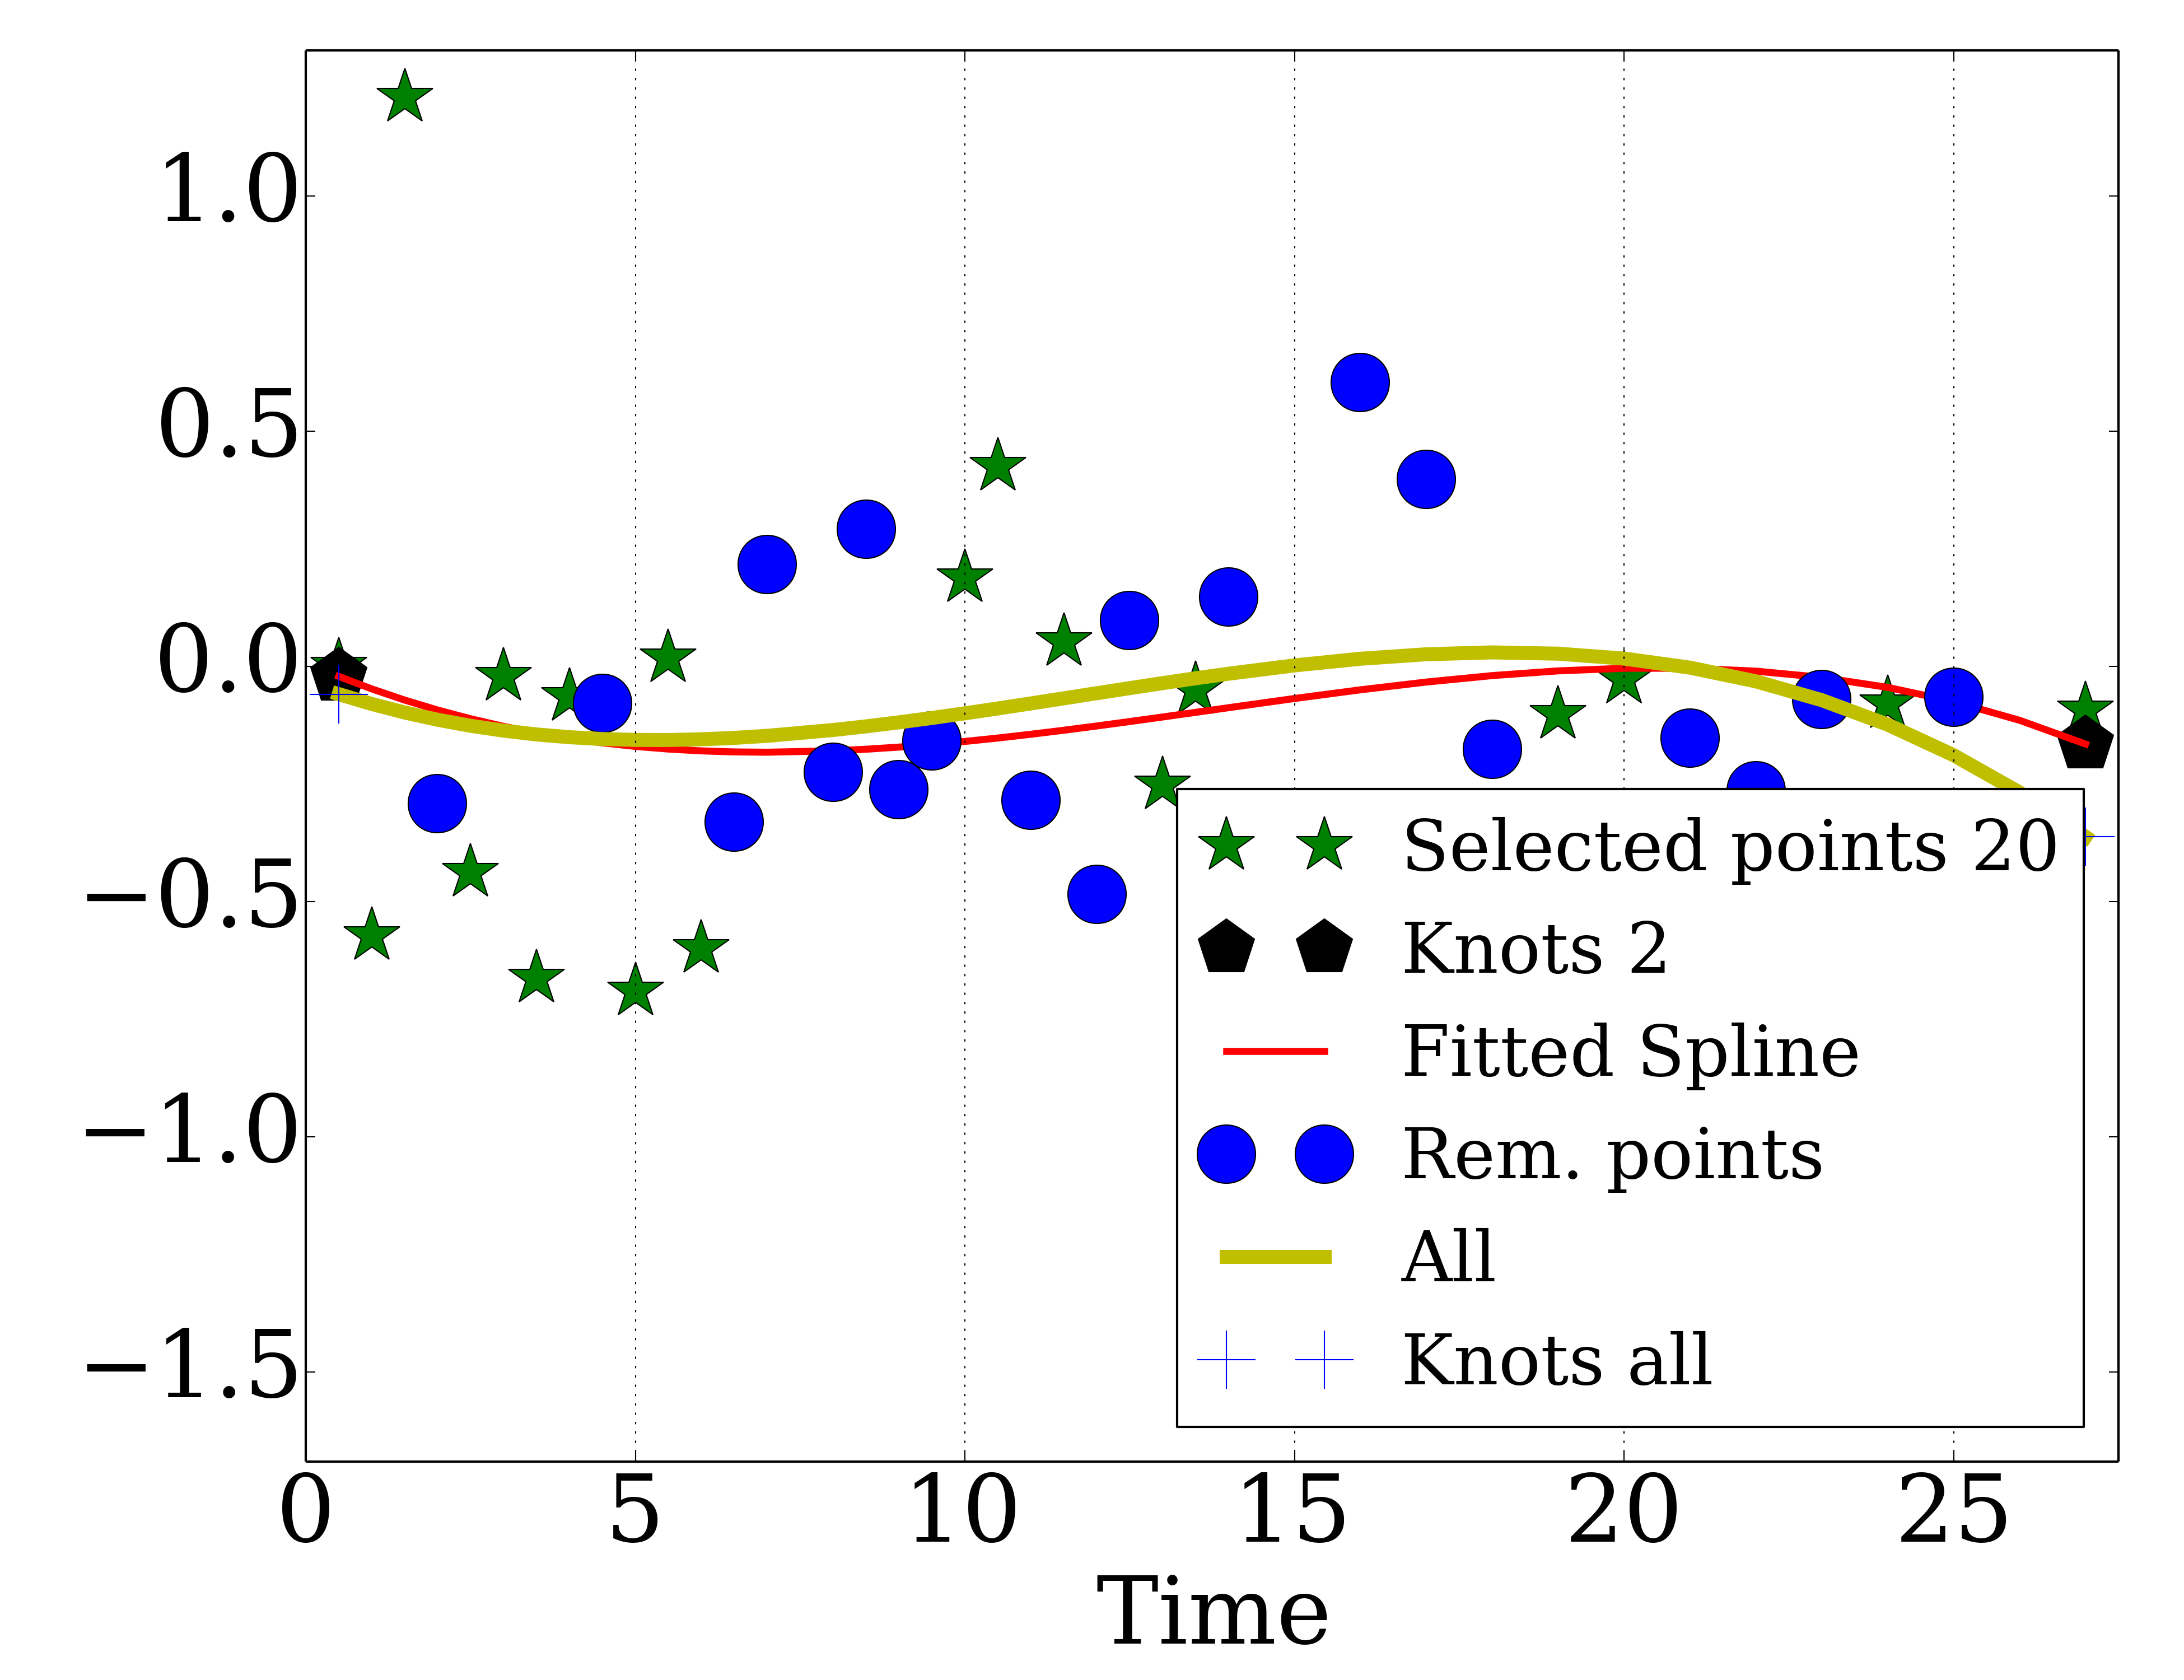 1.0
0.5
0.0
−0.5
−1.0
−1.5
Selected points 20
Knots 2
Fitted Spline
Rem. points
All
Knots all
0 5 10 15 20 25
Time